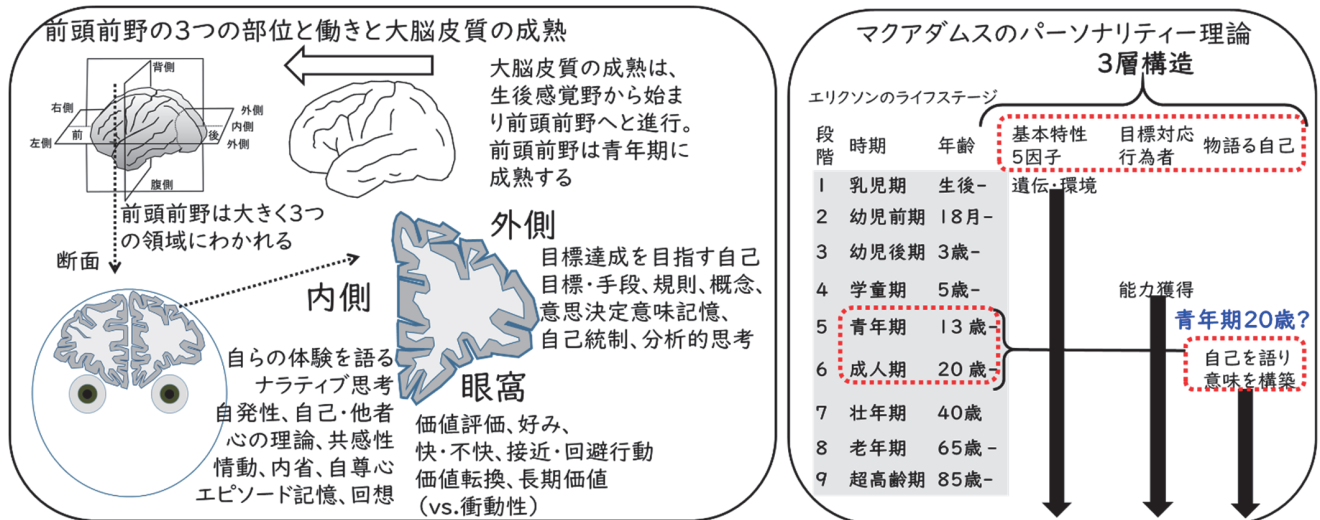 前頭前野の3つの部位と働きと大脳皮質の成熟
背側
右側
左側
前
後
外側
内側
外側
腹側
大脳皮質の成熟は、
生後感覚野から始ま
り前頭前野へと進行。
前頭前野は青年期に
成熟する
前頭前野は大きく3つ
の領域にわかれる
断面
外側
目標達成を目指す自己
目標・手段、規則、概念、
意思決定意味記憶、
自己統制、分析的思考
内側
自らの体験を語る
ナラティブ思考
自発性、自己・他者
心の理論、共感性
情動、内省、自尊心
エピソード記憶、回想
眼窩
価値評価、好み、
快・不快、接近・回避行動
価値転換、長期価値
(vs.衝動性)
マクアダムスのパーソナリティー理論
3層構造
エリクソンのライフステージ
段階 時期 年齢 基本特性 5因子 目標対応 行為者 物語る自己
1 乳児期 生後- 遺伝・環境
2 幼児前期 18月-
3 幼児後期 3歳-
4 学童期 5歳- 能力獲得
5 青年期 13歳-
青年期20歳?
6 成人期 20歳-
自己を語り
意味を構築
7 壮年期 40歳
8 老年期 65歳-
9 超高齢期 85歳-